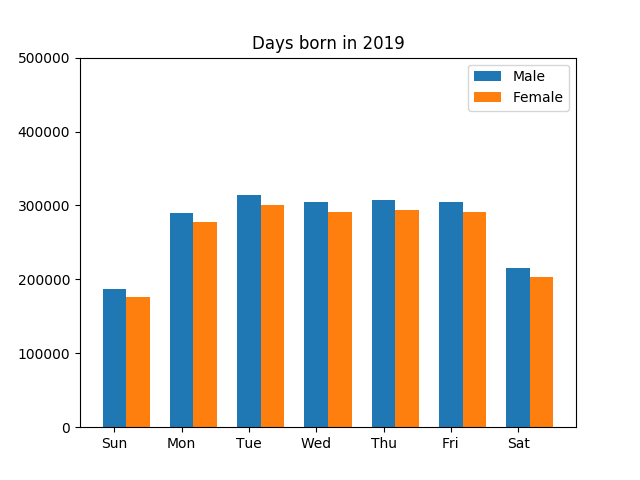 Days born in 2019
Male
Female
500000
400000
300000
200000
100000
0
Sun Mon Tue Wed Thu Fri Sat